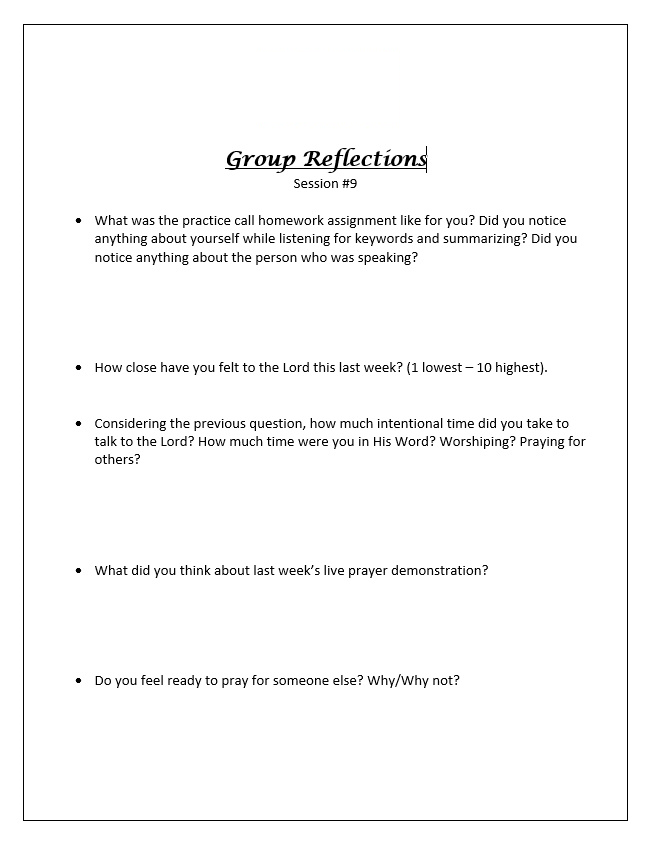 Group Reflections
Session #9
• What was the practice call homework assignment like for you? Did you notice
anything about yourself while listening for keywords and summarizing? Did you
notice anything about the person who was speaking?
• How close have you felt to the Lord this last week? (1 lowest – 10 highest).
• Considering the previous question, how much intentional time did you take to
talk to the Lord? How much time were you in His Word? Worshiping? Praying for
others?
• What did you think about last week’s live prayer demonstration?
• Do you feel ready to pray for someone else? Why/Why not?